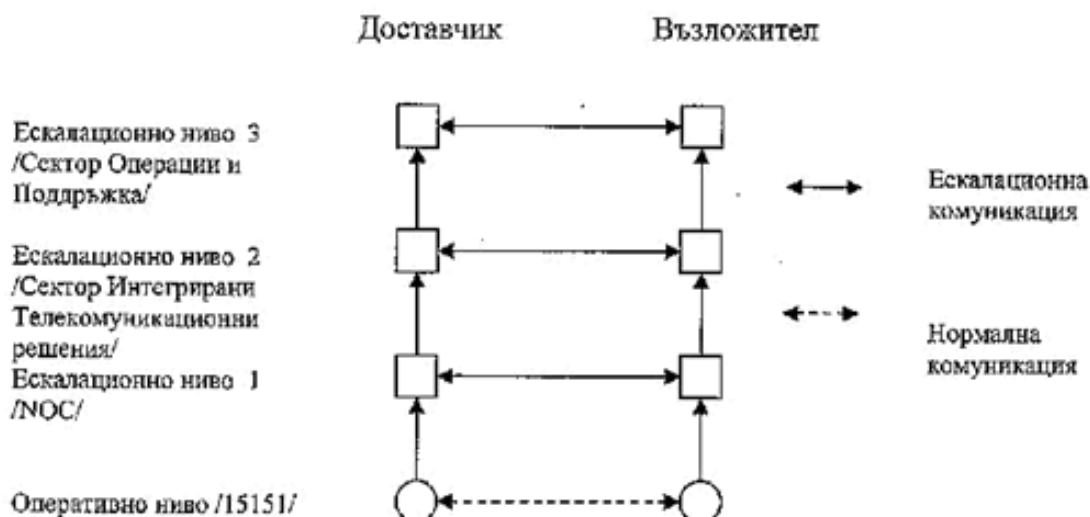 Доставчик Възложител
Ескалационно ниво 3
/Сектор Операции и
Поддръжка/
Ескалационна
комуникация
Ескалационно ниво 2
/Сектор Интегрирани
Телекомуникационни
решения/
Нормална
комуникация
Ескалационно ниво 1
/NOC/
Оперативно ниво /15151/